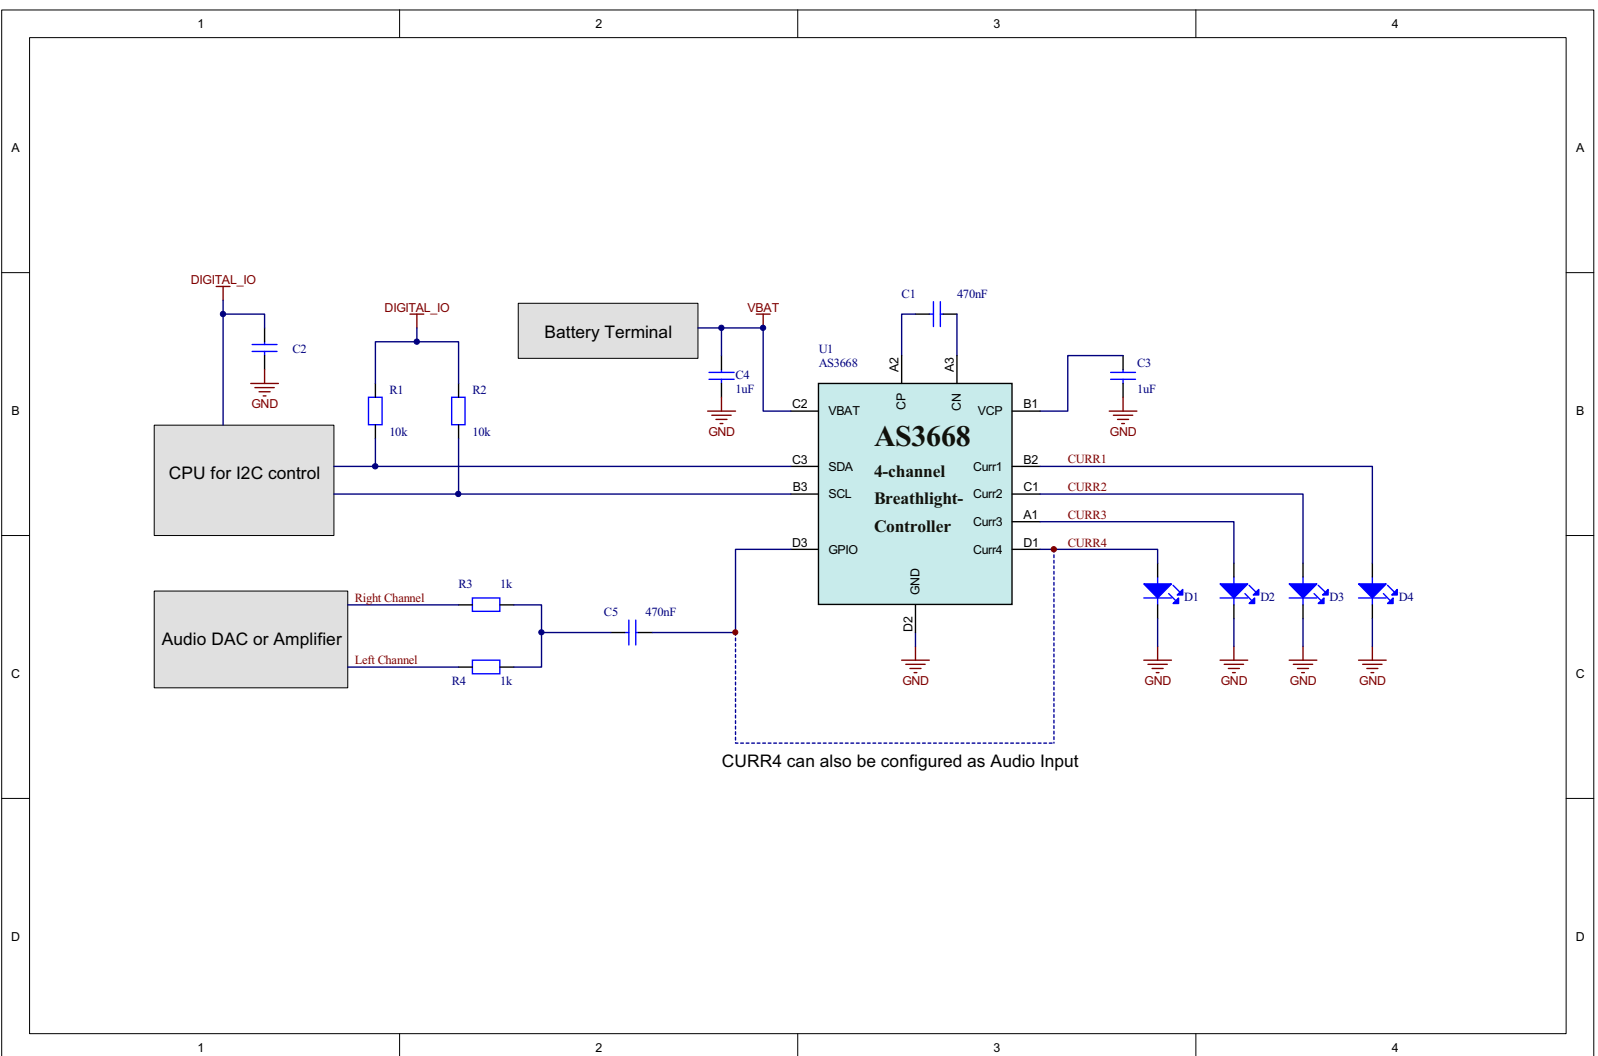 1 2 3 4
A A
DIGITAL_IO
C2
GND
DIGITAL_IO
R1
10k
R2
10k
Battery Terminal
VBAT
C4
1uF
GND
C1 470nF
U1
AS3668
A2 A3
CP CN
C2 VBAT
VCP B1
C3
1uF
GND
B B
AS3668
4-channel
Breathlight-
Controller
CPU for I2C control
C3 SDA
B3 SCL
D3 GPIO
Curr1 B2 CURR1
Curr2 C1 CURR2
Curr3 A1 CURR3
Curr4 D1 CURR4
GND
D2
GND
D1 D2 D3 D4
GND GND GND GND
Audio DAC or Amplifier
Right Channel
R3 1k
Left Channel
R4 1k
C5 470nF
C C
CURR4 can also be configured as Audio Input
D D
1 2 3 4